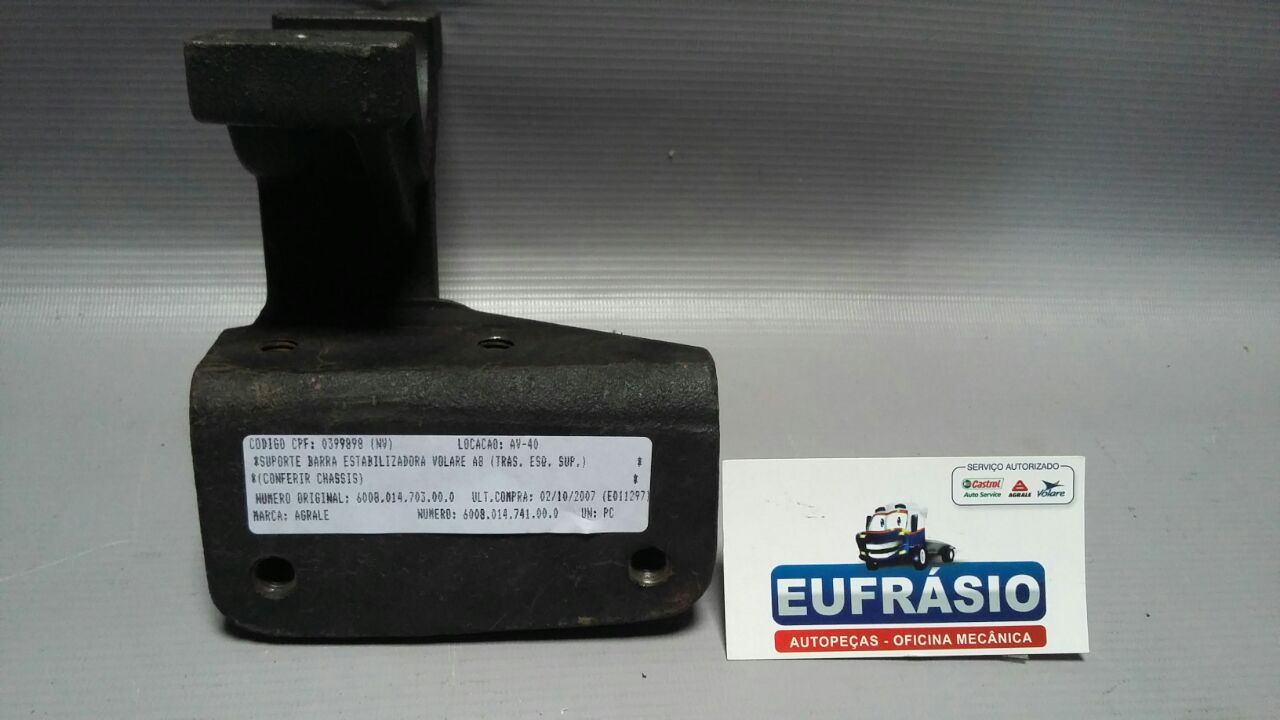 CODIGO CPF: 0399898 (NV) LOCACAO: AV-40
*SUPORTE BARRA ESTABILIZADORA VOLARE A8 (TRAS. ESQ. SUP.) *
*(CONFERIR CHASSIS) *
NUMERO ORIGINAL: 6008.014.703.00.0 ULT.COMPRA: 02/10/2007 (E011297)
MARCA: AGRALE NUMERO: 6008.014.741.00.0 UN: PC
SERVIÇO AUTORIZADO
Castrol
Auto Service
AGRALE
Volare
EUFRÁSIO
AUTOPEÇAS - OFICINA MECÂNICA